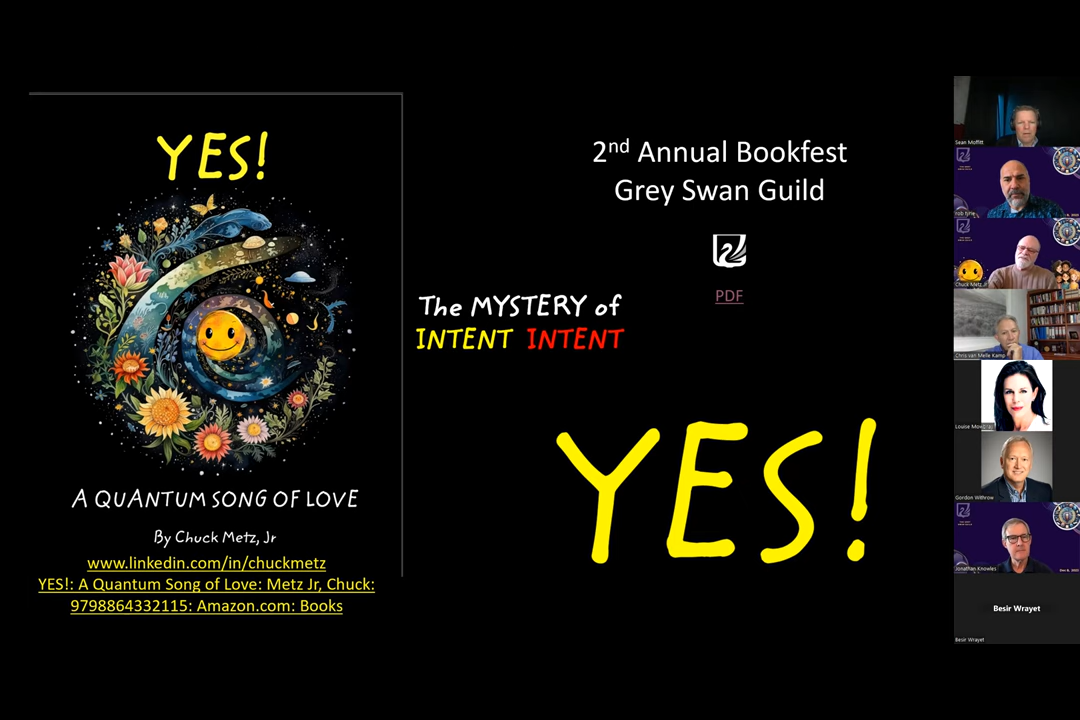 YES!
A QUANTUM SONG OF LOVE
By Chuck Metz, Jr
www.linkedin.com/in/chuckmetz
YES!: A Quantum Song of Love: Metz Jr, Chuck:
9798864332115: Amazon.com: Books
The MYSTERY of
INTENT INTENT
2nd Annual Bookfest
Grey Swan Guild
PDF
YES!
Sean Moffitt
Chuck Metz Jr
Chris van Melle Kamp
Louise
Gordon Withrow
Jonathan Knowles
Besir Wrayet
Besir Wrayet